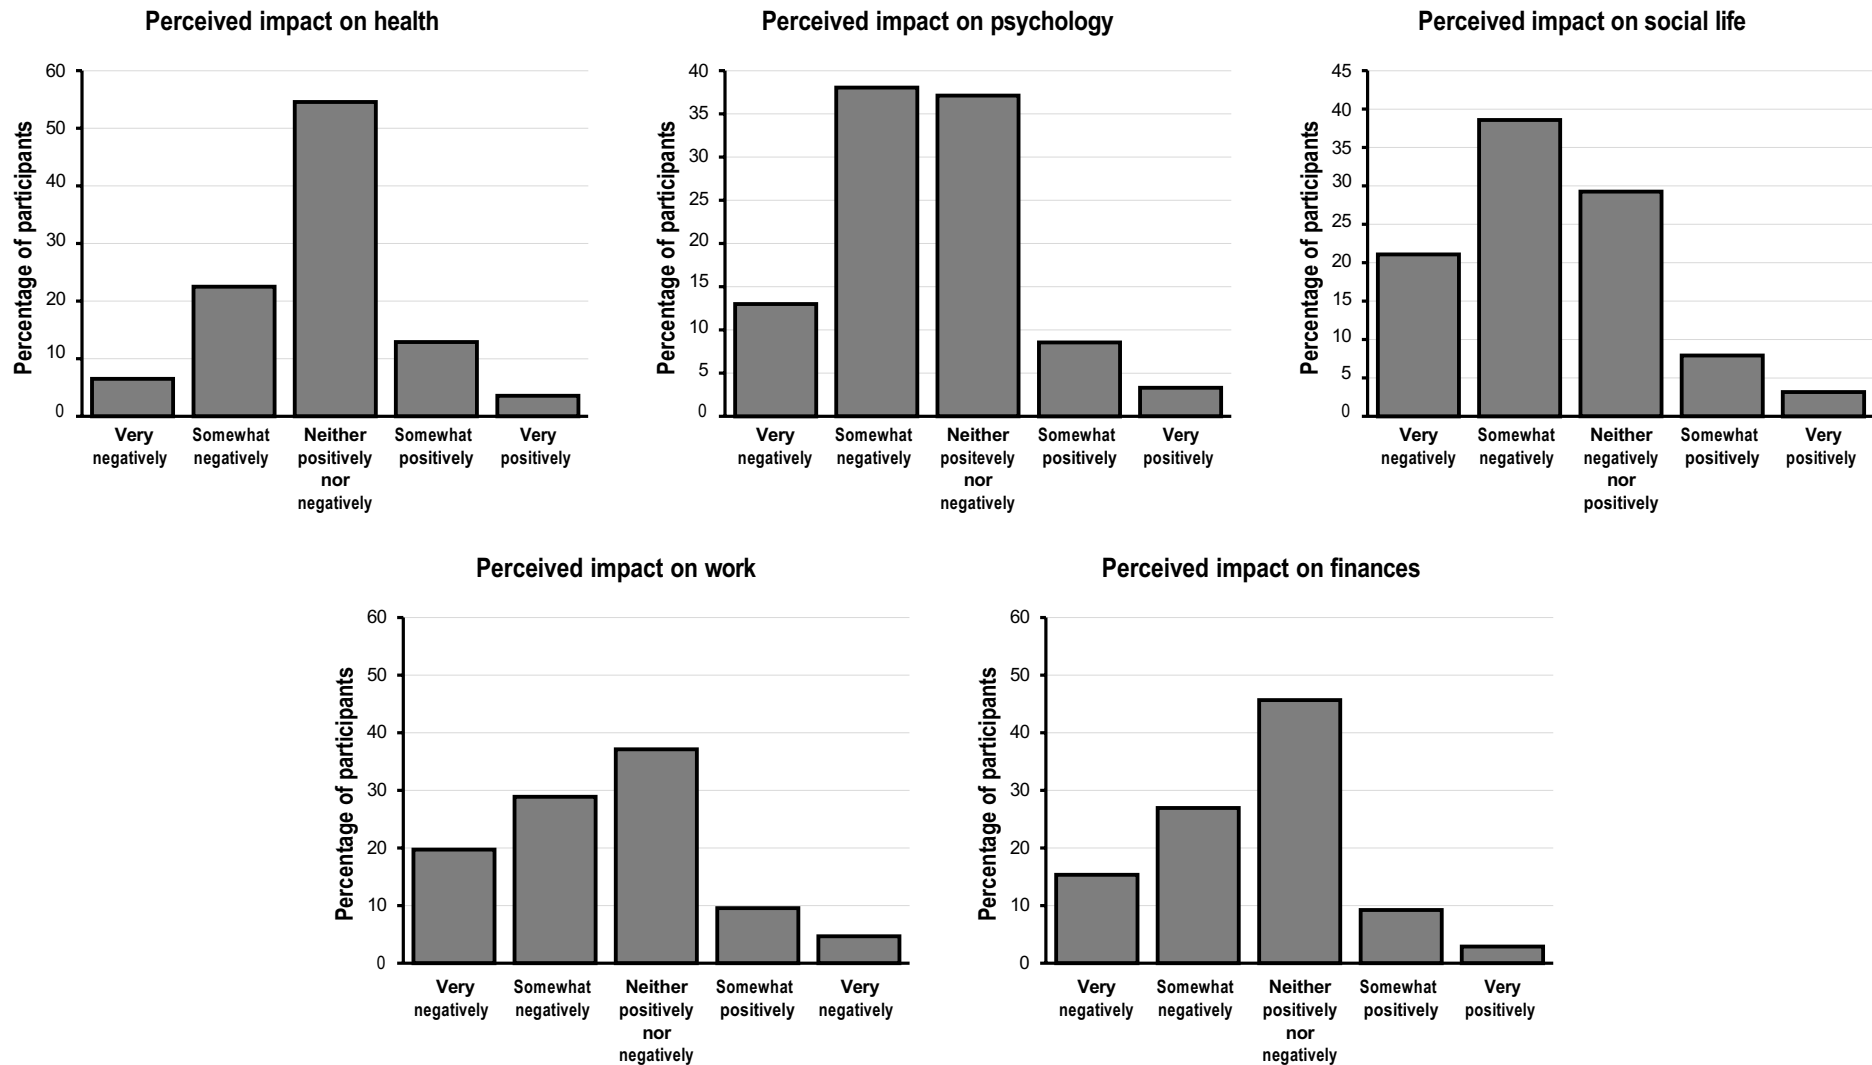 Perceived impact on health
Perceived impact on psychology
Perceived impact on social life
Percentage of participants
60
50
40
30
20
10
0
Very
negatively
Somewhat
negatively
Neither
positively
nor
negatively
Somewhat
positively
Very
positively
Percentage of participants
40
35
30
25
20
15
10
5
0
Very
negatively
Somewhat
negatively
Neither
positevely
nor
negatively
Somewhat
positively
Very
positively
Percentage of participants
45
40
35
30
25
20
15
10
5
0
Very
negatively
Somewhat
negatively
Neither
negatively
nor
positively
Somewhat
positively
Very
positively
Perceived impact on work
Perceived impact on finances
Percentage of participants
60
50
40
30
20
10
0
Very
negatively
Somewhat
negatively
Neither
positively
nor
negatively
Somewhat
positively
Very
negatively
Percentage of participants
60
50
40
30
20
10
0
Very
negatively
Somewhat
negatively
Neither
positively
nor
negatively
Somewhat
positively
Very
positively